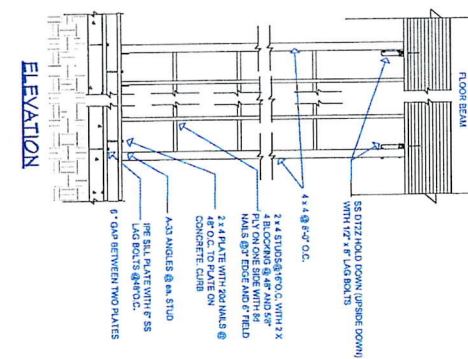 FLOOR BEAM
SS DTT2Z HOLD DOWN (UPSIDE DOWN)
WITH 1/2" x 8" LAG BOLTS
4 x 4 @ 8'-0" O.C.
2 x 4 STUDS@16"O.C. WITH 2 X
4 BLOCKING @ 48" AND 5/8"
PLY ON ONE SIDE WITH 8d
NAILS @3" EDGE AND 6" FIELD
2 x 4 PLATE WITH 20d NAILS @
48" O.C. TO PLATE ON
CONCRETE. CURB
A-33 ANGLES @ ea. STUD
IPE SILL PLATE WITH 6" SS
LAG BOLTS @48"O.C.
6" GAP BETWEEN TWO PLATES
ELEVATION